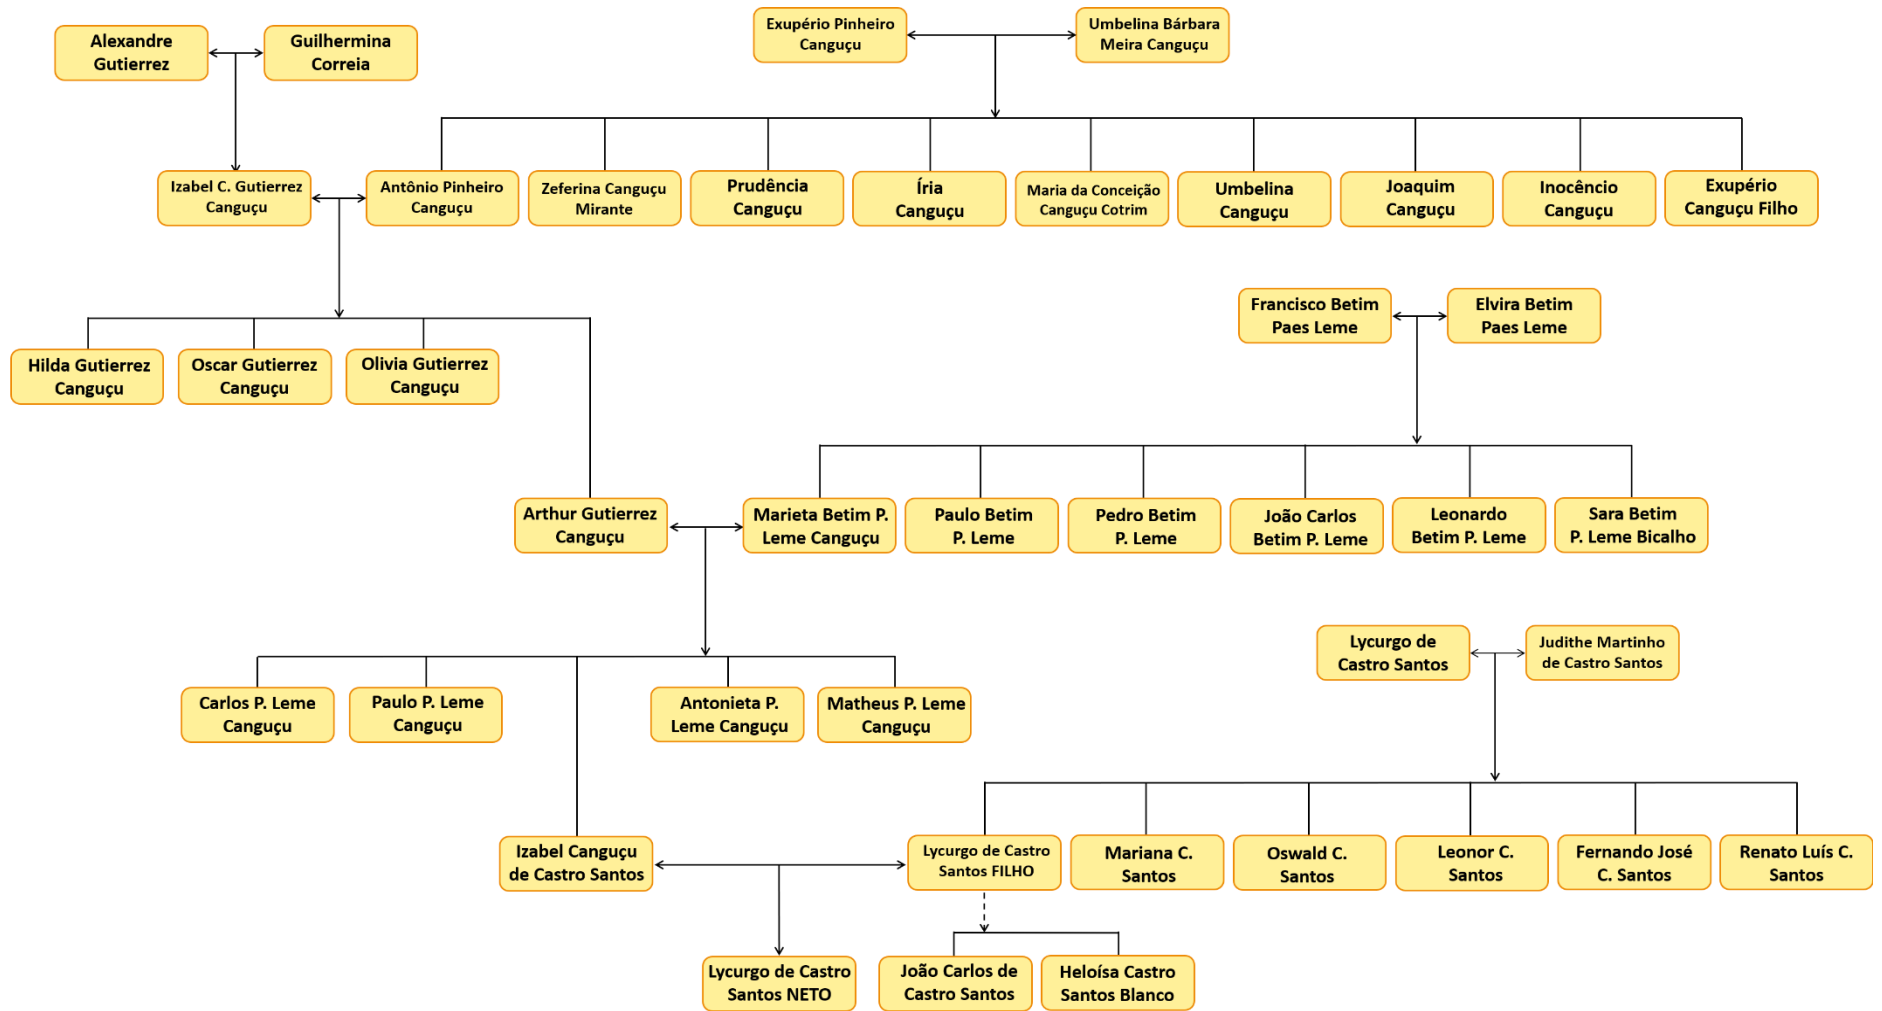 Alexandre
Gutierrez
Guilhermina
Correia
Exupério Pinheiro
Canguçu
Umbelina Bárbara
Meira Canguçu
Izabel C. Gutierrez
Canguçu
Antônio Pinheiro
Canguçu
Zeferina Canguçu
Mirante
Prudência
Canguçu
Íria
Canguçu
Maria da Conceição
Canguçu Cotrim
Umbelina
Canguçu
Joaquim
Canguçu
Inocêncio
Canguçu
Exupério
Canguçu Filho
Francisco Betim
Paes Leme
Elvira Betim
Paes Leme
Hilda Gutierrez
Canguçu
Oscar Gutierrez
Canguçu
Olivia Gutierrez
Canguçu
Arthur Gutierrez
Canguçu
Marieta Betim P.
Leme Canguçu
Paulo Betim
P. Leme
Pedro Betim
P. Leme
João Carlos
Betim P. Leme
Leonardo
Betim P. Leme
Sara Betim
P. Leme Bicalho
Lycurgo de
Castro Santos
Judithe Martinho
de Castro Santos
Carlos P. Leme
Canguçu
Paulo P. Leme
Canguçu
Antonieta P.
Leme Canguçu
Matheus P. Leme
Canguçu
Izabel Canguçu
de Castro Santos
Lycurgo de Castro
Santos FILHO
Mariana C.
Santos
Oswald C.
Santos
Leonor C.
Santos
Fernando José
C. Santos
Renato Luís C.
Santos
Lycurgo de Castro
Santos NETO
João Carlos de
Castro Santos
Heloísa Castro
Santos Blanco